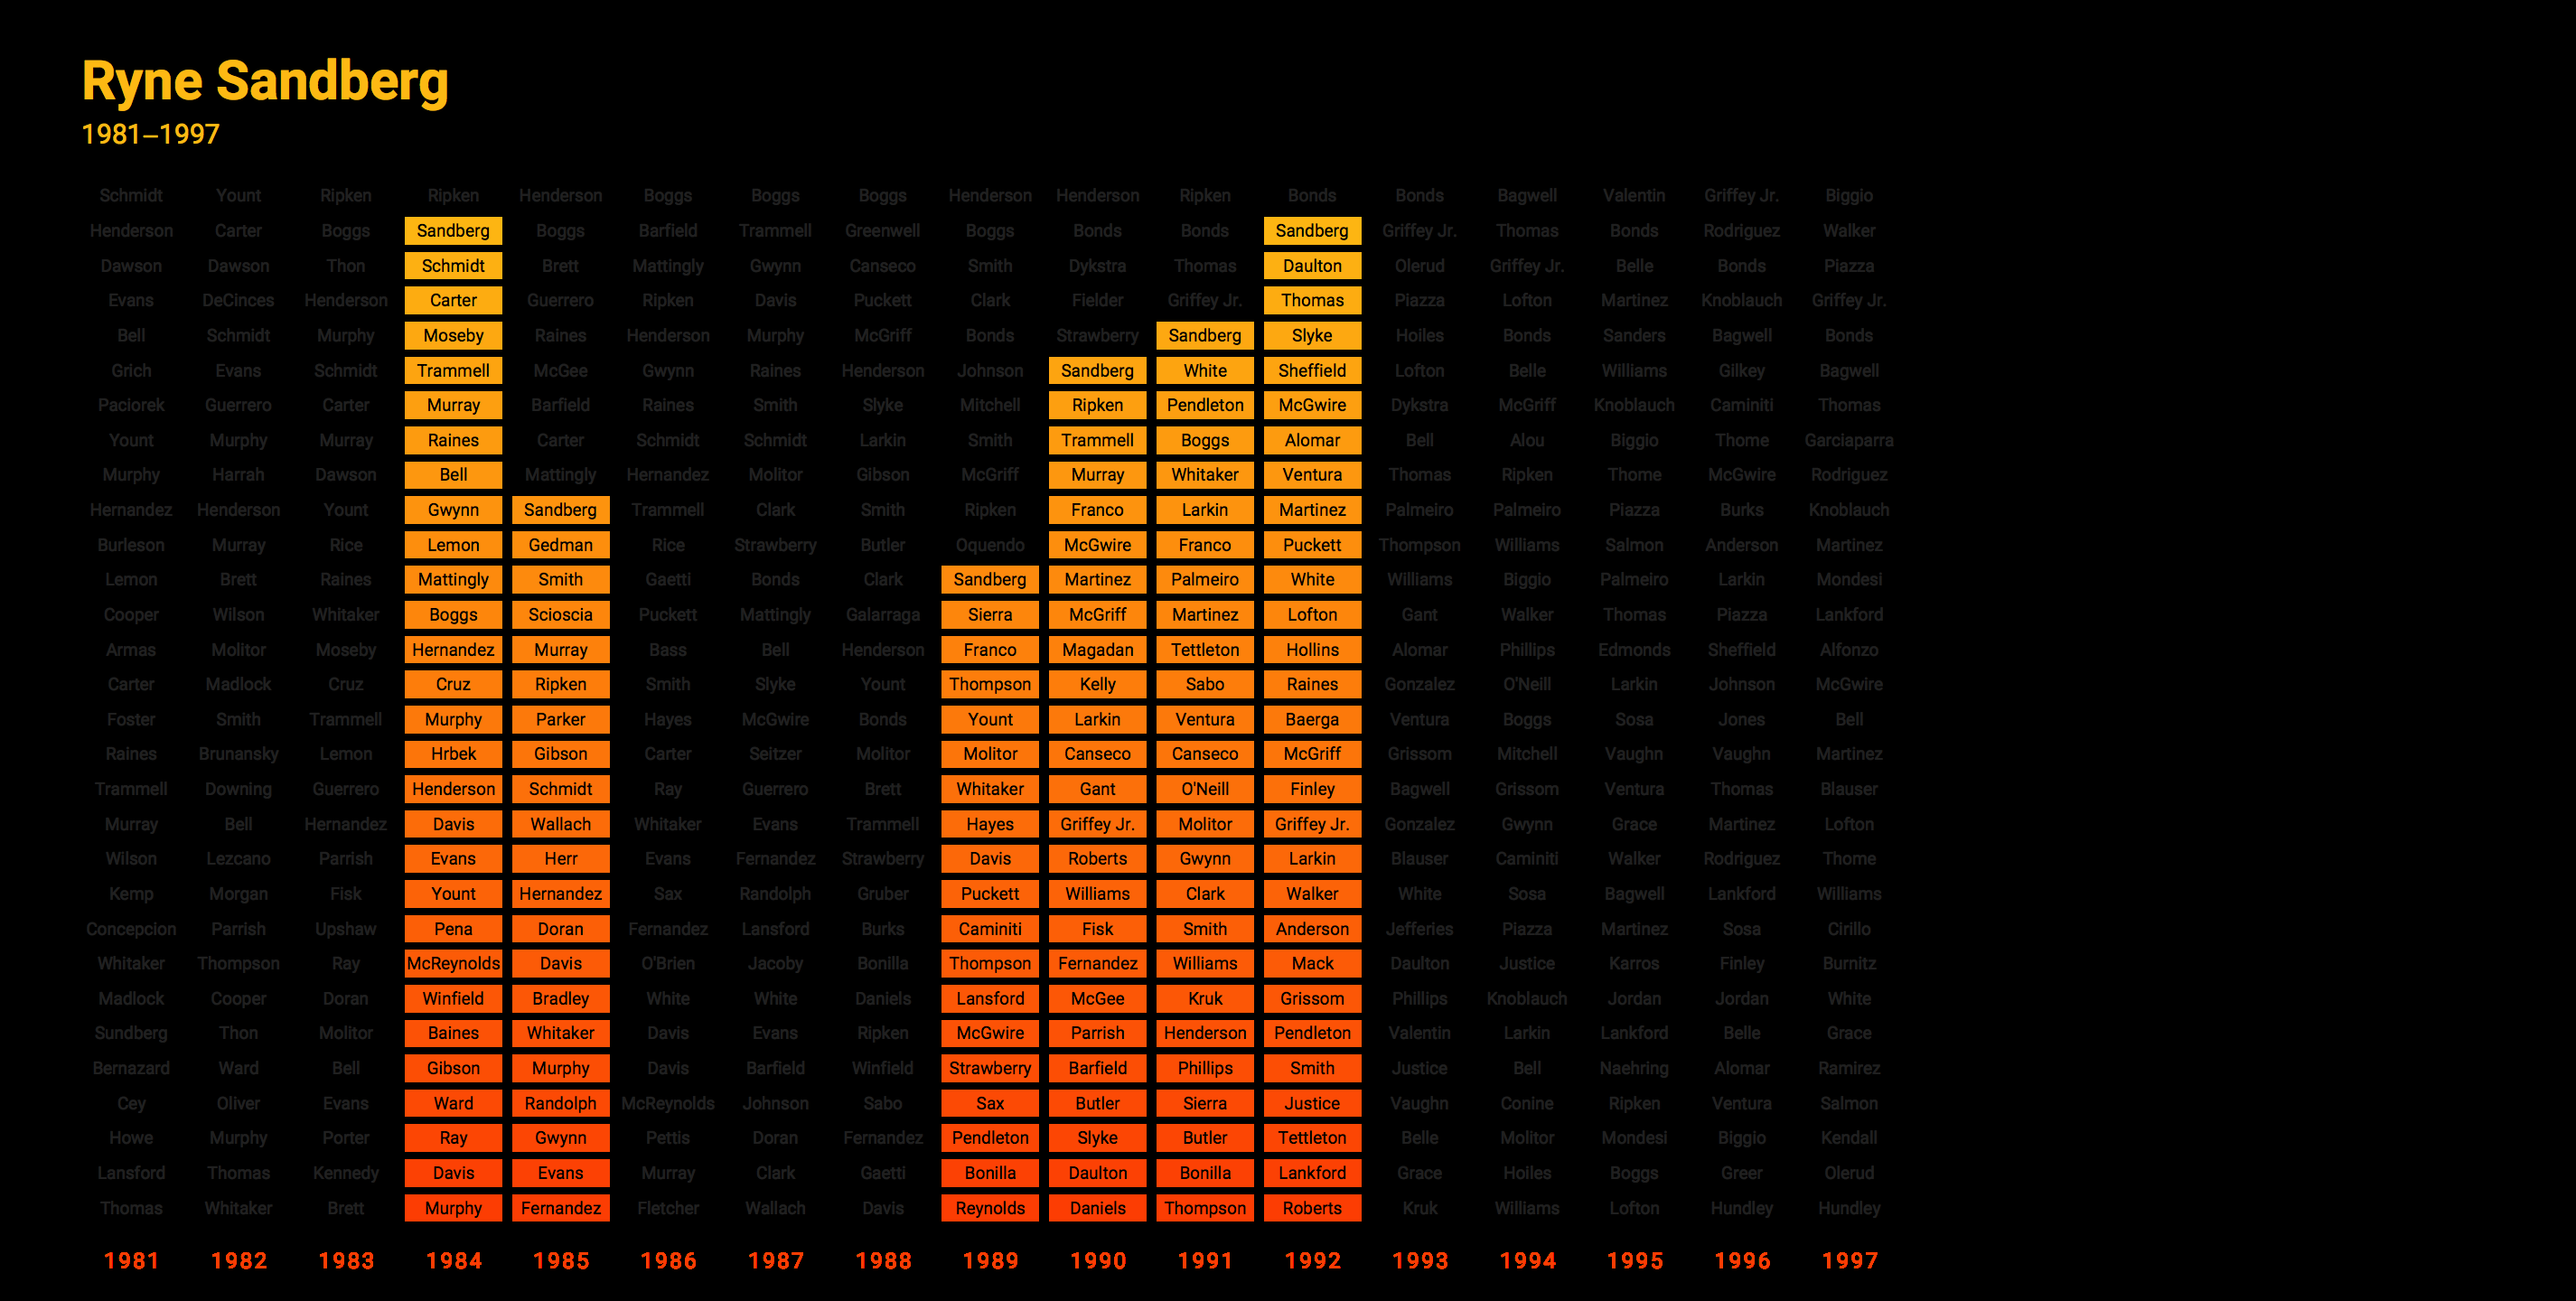 Ryne Sandberg
1981–1997
Schmidt Yount Ripken Ripken Henderson Boggs Boggs Boggs Henderson Henderson Ripken Bonds Bonds Bagwell Valentin Griffey Jr. Biggio
Henderson Carter Boggs Sandberg Boggs Barfield Trammell Greenwell Boggs Bonds Bonds Sandberg Griffey Jr. Thomas Bonds Rodriguez Walker
Dawson Dawson Thon Schmidt Brett Mattingly Gwynn Canseco Smith Dykstra Thomas Daulton Olerud Griffey Jr. Belle Bonds Piazza
Evans DeCinces Henderson Carter Guerrero Ripken Davis Puckett Clark Fielder Griffey Jr. Thomas Piazza Lofton Martinez Knoblauch Griffey Jr.
Bell Schmidt Murphy Moseby Raines Henderson Murphy McGriff Bonds Strawberry Sandberg Slyke Hoiles Bonds Sanders Bagwell Bonds
Grich Evans Schmidt Trammell McGee Gwynn Raines Henderson Johnson Sandberg White Sheffield Lofton Belle Williams Gilkey Bagwell
Paciorek Guerrero Carter Murray Barfield Raines Smith Slyke Mitchell Ripken Pendleton McGwire Dykstra McGriff Knoblauch Caminiti Thomas
Yount Murphy Murray Raines Carter Schmidt Schmidt Larkin Smith Trammell Boggs Alomar Bell Alou Biggio Thome Garciaparra
Murphy Harrah Dawson Bell Mattingly Hernandez Molitor Gibson McGriff Murray Whitaker Ventura Thomas Ripken Thome McGwire Rodriguez
Hernandez Henderson Yount Gwynn Sandberg Trammell Clark Smith Ripken Franco Larkin Martinez Palmeiro Palmeiro Piazza Burks Knoblauch
Burleson Murray Rice Lemon Gedman Rice Strawberry Butler Oquendo McGwire Franco Puckett Thompson Williams Salmon Anderson Martinez
Lemon Brett Raines Mattingly Smith Gaetti Bonds Clark Sandberg Martinez Palmeiro White Williams Biggio Palmeiro Larkin Mondesi
Cooper Wilson Whitaker Boggs Scioscia Puckett Mattingly Galarraga Sierra McGriff Martinez Lofton Gant Walker Thomas Piazza Lankford
Armas Molitor Moseby Hernandez Murray Bass Bell Henderson Franco Magadan Tettleton Hollins Alomar Phillips Edmonds Sheffield Alfonzo
Carter Madlock Cruz Cruz Ripken Smith Slyke Yount Thompson Kelly Sabo Raines Gonzalez O'Neill Larkin Johnson McGwire
Foster Smith Trammell Murphy Parker Hayes McGwire Bonds Yount Larkin Ventura Baerga Ventura Boggs Sosa Jones Bell
Raines Brunansky Lemon Hrbek Gibson Carter Seitzer Molitor Molitor Canseco Canseco McGriff Grissom Mitchell Vaughn Vaughn Martinez
Trammell Downing Guerrero Henderson Schmidt Ray Guerrero Brett Whitaker Gant O'Neill Finley Bagwell Grissom Ventura Thomas Blauser
Murray Bell Hernandez Davis Wallach Whitaker Evans Trammell Hayes Griffey Jr. Molitor Griffey Jr. Gonzalez Gwynn Grace Martinez Lofton
Wilson Lezcano Parrish Evans Herr Evans Fernandez Strawberry Davis Roberts Gwynn Larkin Blauser Caminiti Walker Rodriguez Thome
Kemp Morgan Fisk Yount Hernandez Sax Randolph Gruber Puckett Williams Clark Walker White Sosa Bagwell Lankford Williams
Concepcion Parrish Upshaw Pena Doran Fernandez Lansford Burks Caminiti Fisk Smith Anderson Jefferies Piazza Martinez Sosa Cirillo
Whitaker Thompson Ray McReynolds Davis O'Brien Jacoby Bonilla Thompson Fernandez Williams Mack Daulton Justice Karros Finley Burnitz
Madlock Cooper Doran Winfield Bradley White White Daniels Lansford McGee Kruk Grissom Phillips Knoblauch Jordan Jordan White
Sundberg Thon Molitor Baines Whitaker Davis Evans Ripken McGwire Parrish Henderson Pendleton Valentin Larkin Lankford Belle Grace
Bernazard Ward Bell Gibson Murphy Davis Barfield Winfield Strawberry Barfield Phillips Smith Justice Bell Naehring Alomar Ramirez
Cey Oliver Evans Ward Randolph McReynolds Johnson Sabo Sax Butler Sierra Justice Vaughn Conine Ripken Ventura Salmon
Howe Murphy Porter Ray Gwynn Pettis Doran Fernandez Pendleton Slyke Butler Tettleton Belle Molitor Mondesi Biggio Kendall
Lansford Thomas Kennedy Davis Evans Murray Clark Gaetti Bonilla Daulton Bonilla Lankford Grace Hoiles Boggs Greer Olerud
Thomas Whitaker Brett Murphy Fernandez Fletcher Wallach Davis Reynolds Daniels Thompson Roberts Kruk Williams Lofton Hundley Hundley
1981 1982 1983 1984 1985 1986 1987 1988 1989 1990 1991 1992 1993 1994 1995 1996 1997